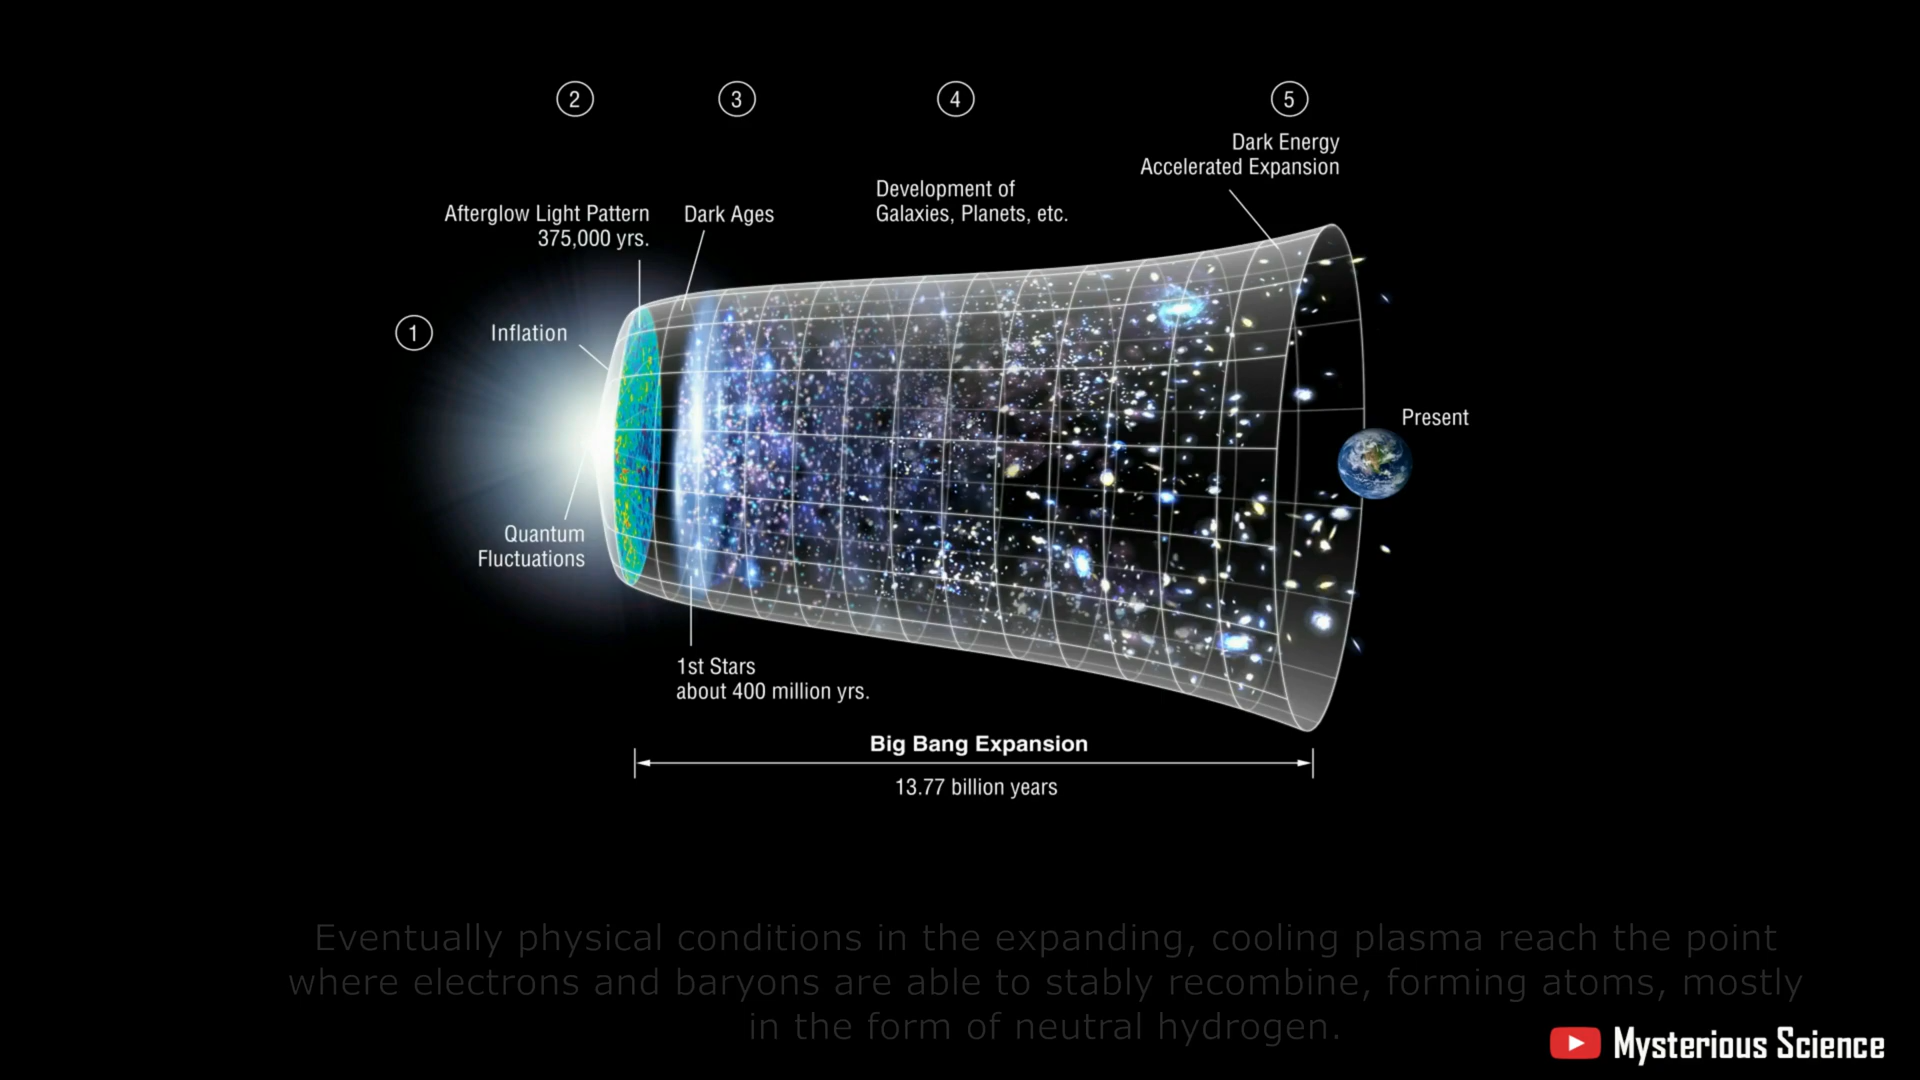 2
3
4
5
Dark Energy
Accelerated Expansion
Development of
Galaxies, Planets, etc.
Afterglow Light Pattern
375,000 yrs.
Dark Ages
1
Inflation
Present
Quantum
Fluctuations
1st Stars
about 400 million yrs.
Big Bang Expansion
13.77 billion years
Eventually physical conditions in the expanding, cooling plasma reach the point
where electrons and baryons are able to stably recombine, forming atoms, mostly
in the form of neutral hydrogen.
Mysterious Science